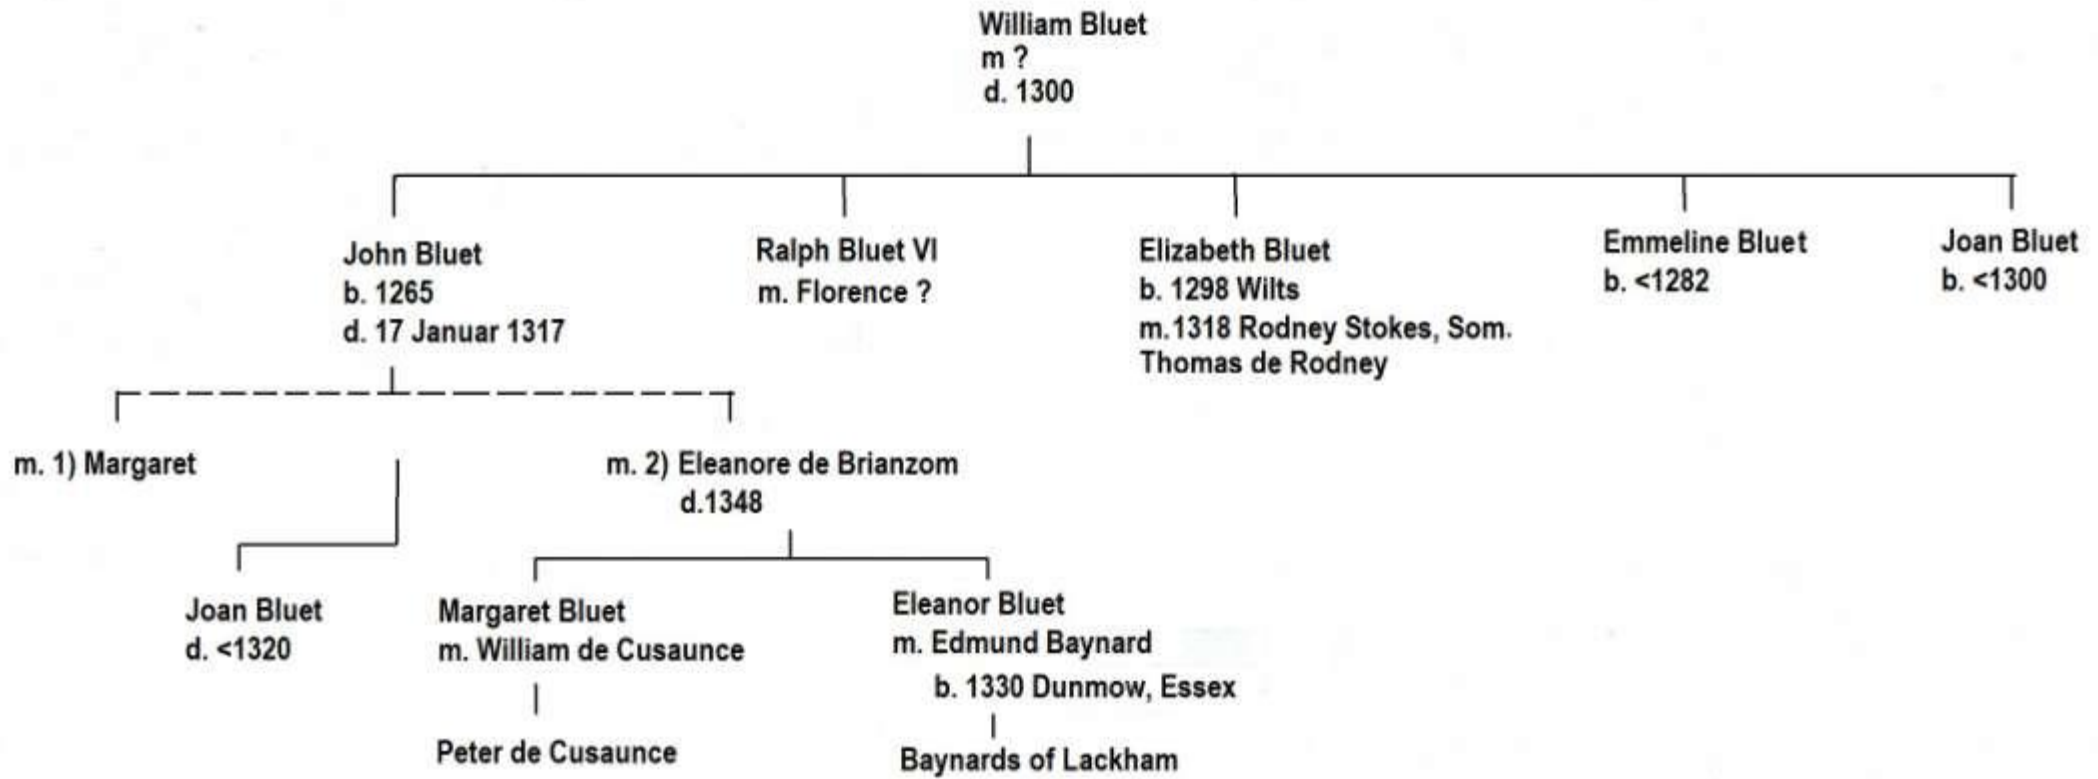 William Bluet
m ?
d. 1300
John Bluet
b. 1265
d. 17 Januar 1317
Ralph Bluet VI
m. Florence ?
Elizabeth Bluet
b. 1298 Wilts
m.1318 Rodney Stokes, Som.
Thomas de Rodney
Emmeline Bluet
b. <1282
Joan Bluet
b. <1300
m. 1) Margaret
m. 2) Eleanore de Brianzom
d.1348
Joan Bluet
d. <1320
Margaret Bluet
m. William de Cusaunce
Peter de Cusaunce
Eleanor Bluet
m. Edmund Baynard
b. 1330 Dunmow, Essex
Baynards of Lackham